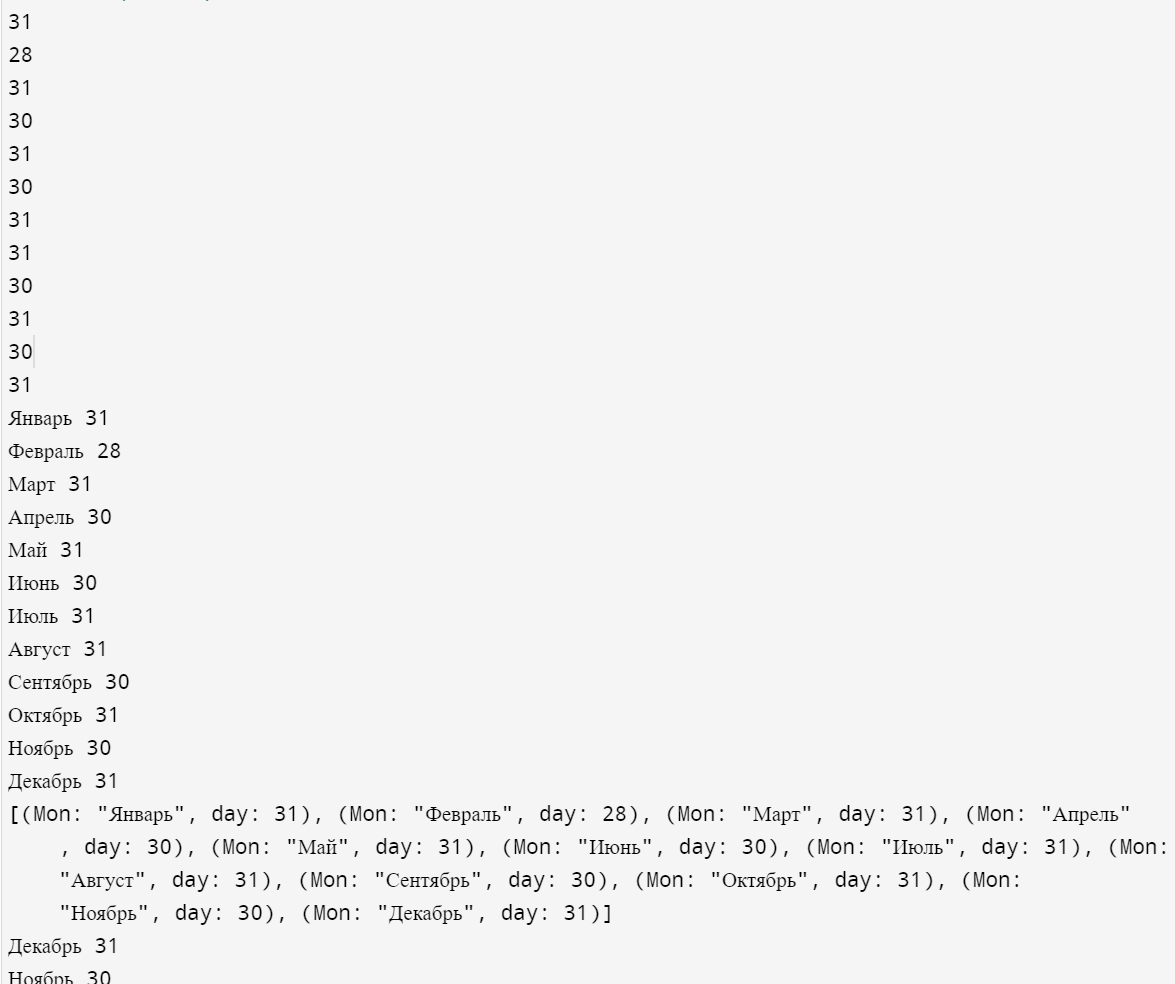 31
28
31
30
31
30
31
31
30
31
30
31
Январь 31
Февраль 28
Март 31
Апрель 30
Май 31
Июнь 30
Июль 31
Август 31
Сентябрь 30
Октябрь 31
Ноябрь 30
Декабрь 31
[(Mon: "Январь", day: 31), (Mon: "Февраль", day: 28), (Mon: "Март", day: 31), (Mon: "Апрель"
, day: 30), (Mon: "Май", day: 31), (Mon: "Июнь", day: 30), (Mon: "Июль", day: 31), (Mon:
"Август", day: 31), (Mon: "Сентябрь", day: 30), (Mon: "Октябрь", day: 31), (Mon:
"Ноябрь", day: 30), (Mon: "Декабрь", day: 31)]
Декабрь 31
Ноябрь 30